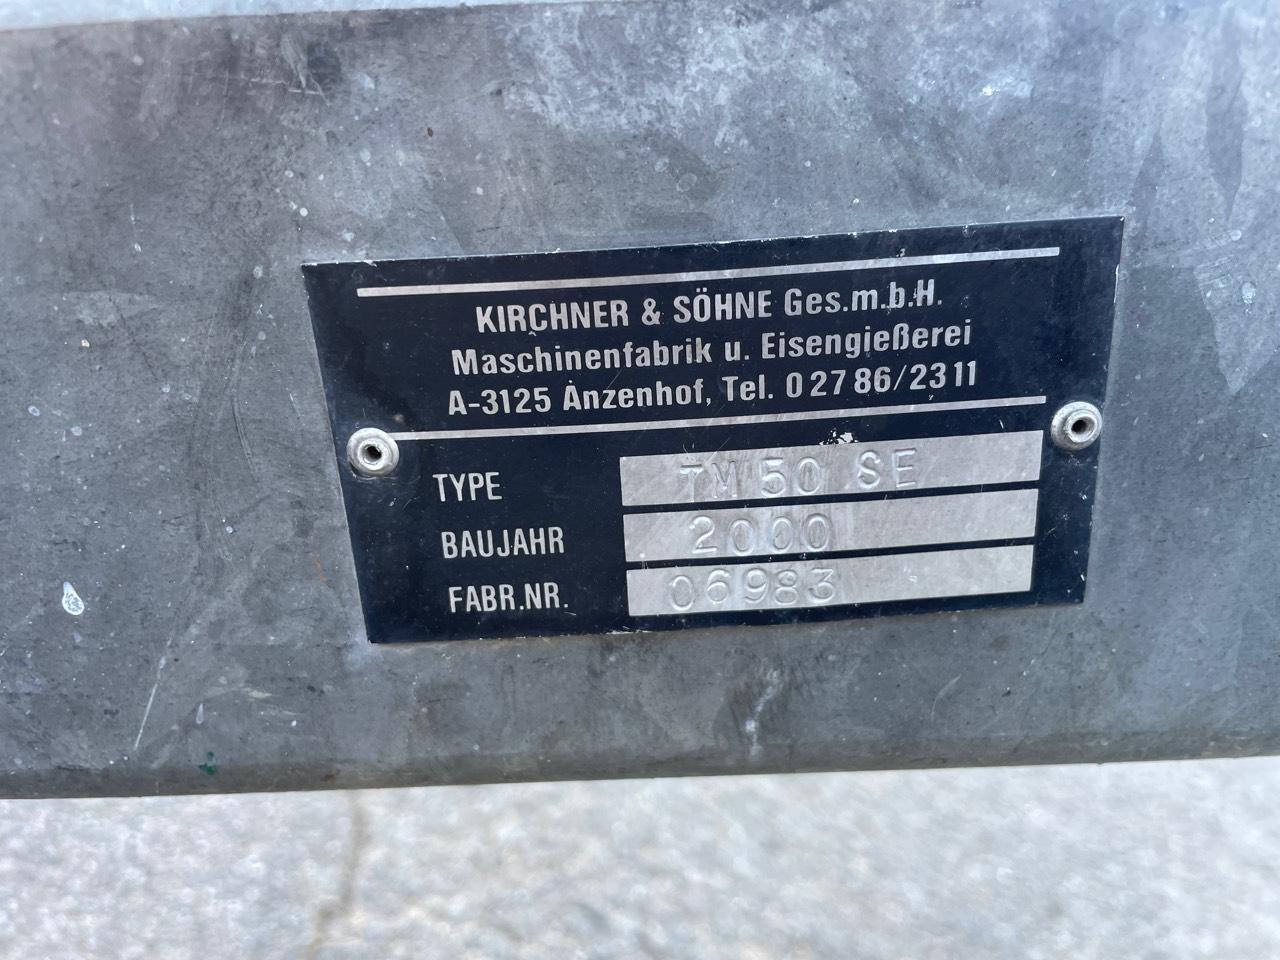 KIRCHNER & SÖHNE Ges.m.b.H.
Maschinenfabrik u. Eisengießerei
A-3125 Anzenhof, Tel. 0 27 86/23 11
TYPE TM 50 SE
BAUJAHR 2000
FABR.NR. 06983